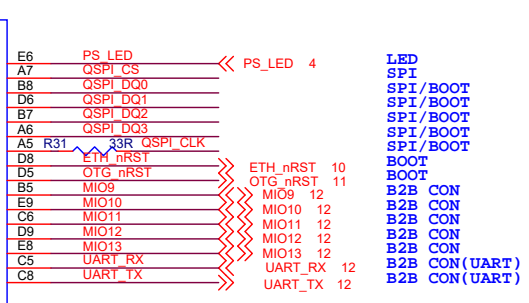 E6 PS_LED PS_LED 4 LED
A7 QSPI_CS SPI
B8 QSPI_DQ0 SPI/BOOT
D6 QSPI_DQ1 SPI/BOOT
B7 QSPI_DQ2 SPI/BOOT
A6 QSPI_DQ3 SPI/BOOT
A5 R31 33R QSPI_CLK SPI/BOOT
D8 ETH_nRST ETH_nRST 10 BOOT
D5 OTG_nRST OTG_nRST 11 BOOT
B5 MIO9 MIO9 12 B2B CON
E9 MIO10 MIO10 12 B2B CON
C6 MIO11 MIO11 12 B2B CON
D9 MIO12 MIO12 12 B2B CON
E8 MIO13 MIO13 12 B2B CON
C5 UART_RX UART_RX 12 B2B CON(UART)
C8 UART_TX UART_TX 12 B2B CON(UART)